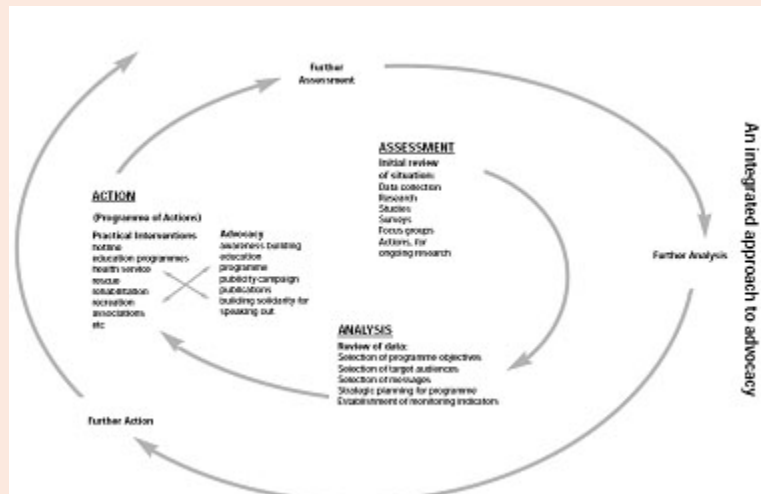 An integrated approach to advocacy
Further
Assessment
ASSESSMENT
Initial review
of situation:
Data collection
Research
Studies
Surveys
Focus groups
Actions, for
ongoing research
Further Analysis
ANALYSIS
Review of data:
Selection of programme objectives
Selection of target audiences
Selection of messages
Strategic planning for programme
Establishment of monitoring indicators
ACTION
(Programme of Actions)
Practical Interventions
hotline
education programmes
health service
rescue
rehabilitation
recreation
associations
etc
Advocacy
awareness building
education
programme
publicity campaign
publications
building solidarity for
speaking out
Further Action